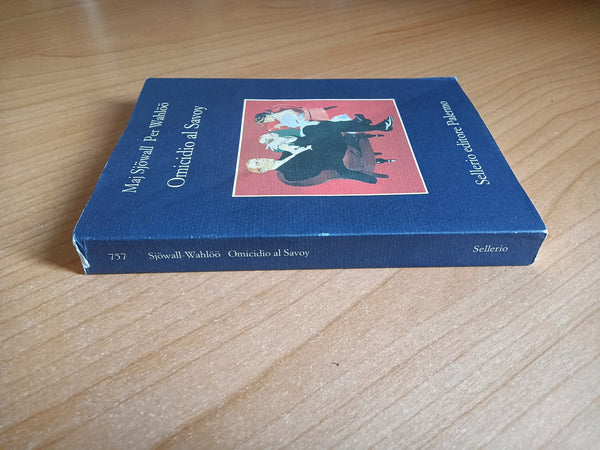 Maj Sjöwall Per Wahlöö
Omicidio al Savoy
Sellerio editore Palermo
757 Sjöwall-Wahlöö Omicidio al Savoy Sellerio